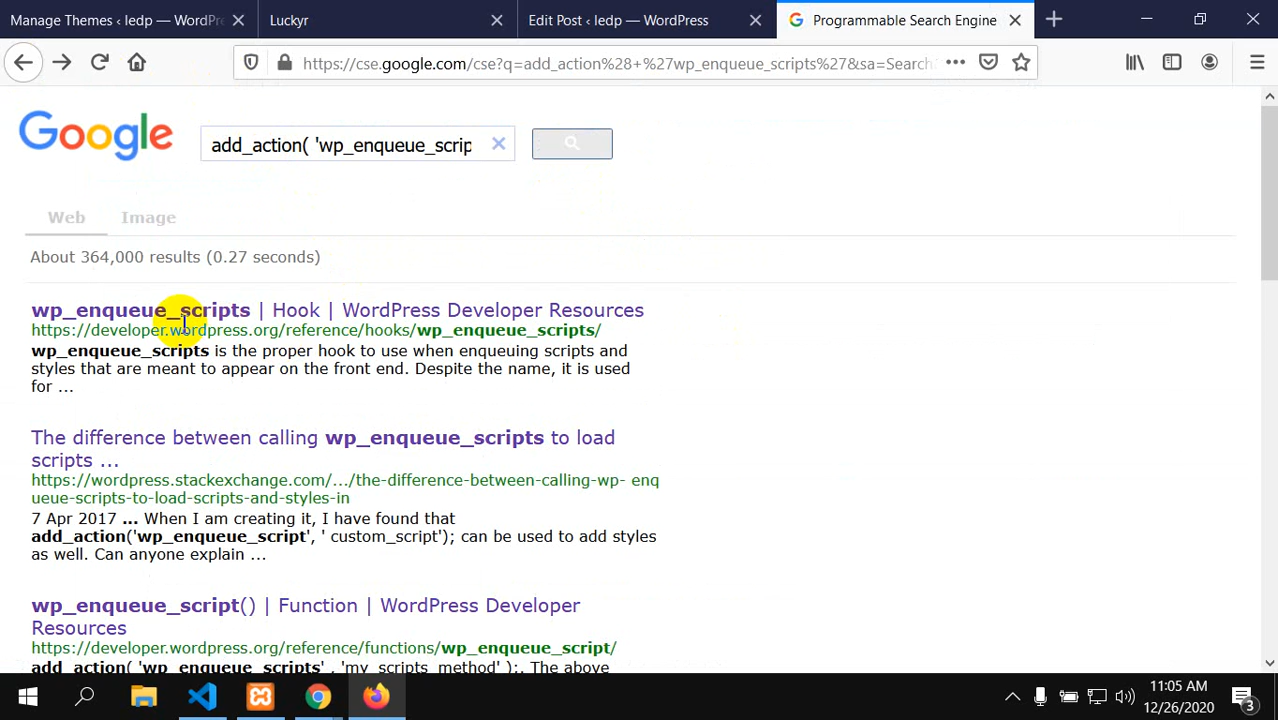 Manage Themes ‹ ledp — WordPr
Luckyr
Edit Post ‹ ledp — WordPress
Programmable Search Engine
https://cse.google.com/cse?q=add_action%28+%27wp_enqueue_scripts%27&sa=Search
Google
add_action( 'wp_enqueue_scrip
Web
Image
About 364,000 results (0.27 seconds)
wp_enqueue_scripts | Hook | WordPress Developer Resources
https://developer.wordpress.org/reference/hooks/wp_enqueue_scripts/
wp_enqueue_scripts is the proper hook to use when enqueuing scripts and
styles that are meant to appear on the front end. Despite the name, it is used
for ...
The difference between calling wp_enqueue_scripts to load
scripts ...
https://wordpress.stackexchange.com/.../the-difference-between-calling-wp- enq
ueue-scripts-to-load-scripts-and-styles-in
7 Apr 2017 ... When I am creating it, I have found that
add_action('wp_enqueue_script', ' custom_script'); can be used to add styles
as well. Can anyone explain ...
wp_enqueue_script() | Function | WordPress Developer
Resources
https://developer.wordpress.org/reference/functions/wp_enqueue_script/
add_action( 'wp_enqueue_scripts' , 'my_scripts_method' );. The above
11:05 AM
12/26/2020
3